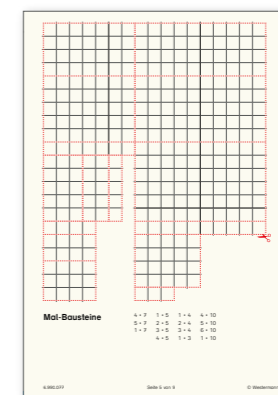 Mal-Bausteine
4 • 7 1 • 5 1 • 4 4 • 10
5 • 7 2 • 5 2 • 4 5 • 10
1 • 7 3 • 5 3 • 4 6 • 10
4 • 5 1 • 3 1 • 10
Seite 5 von 9
© Westermann